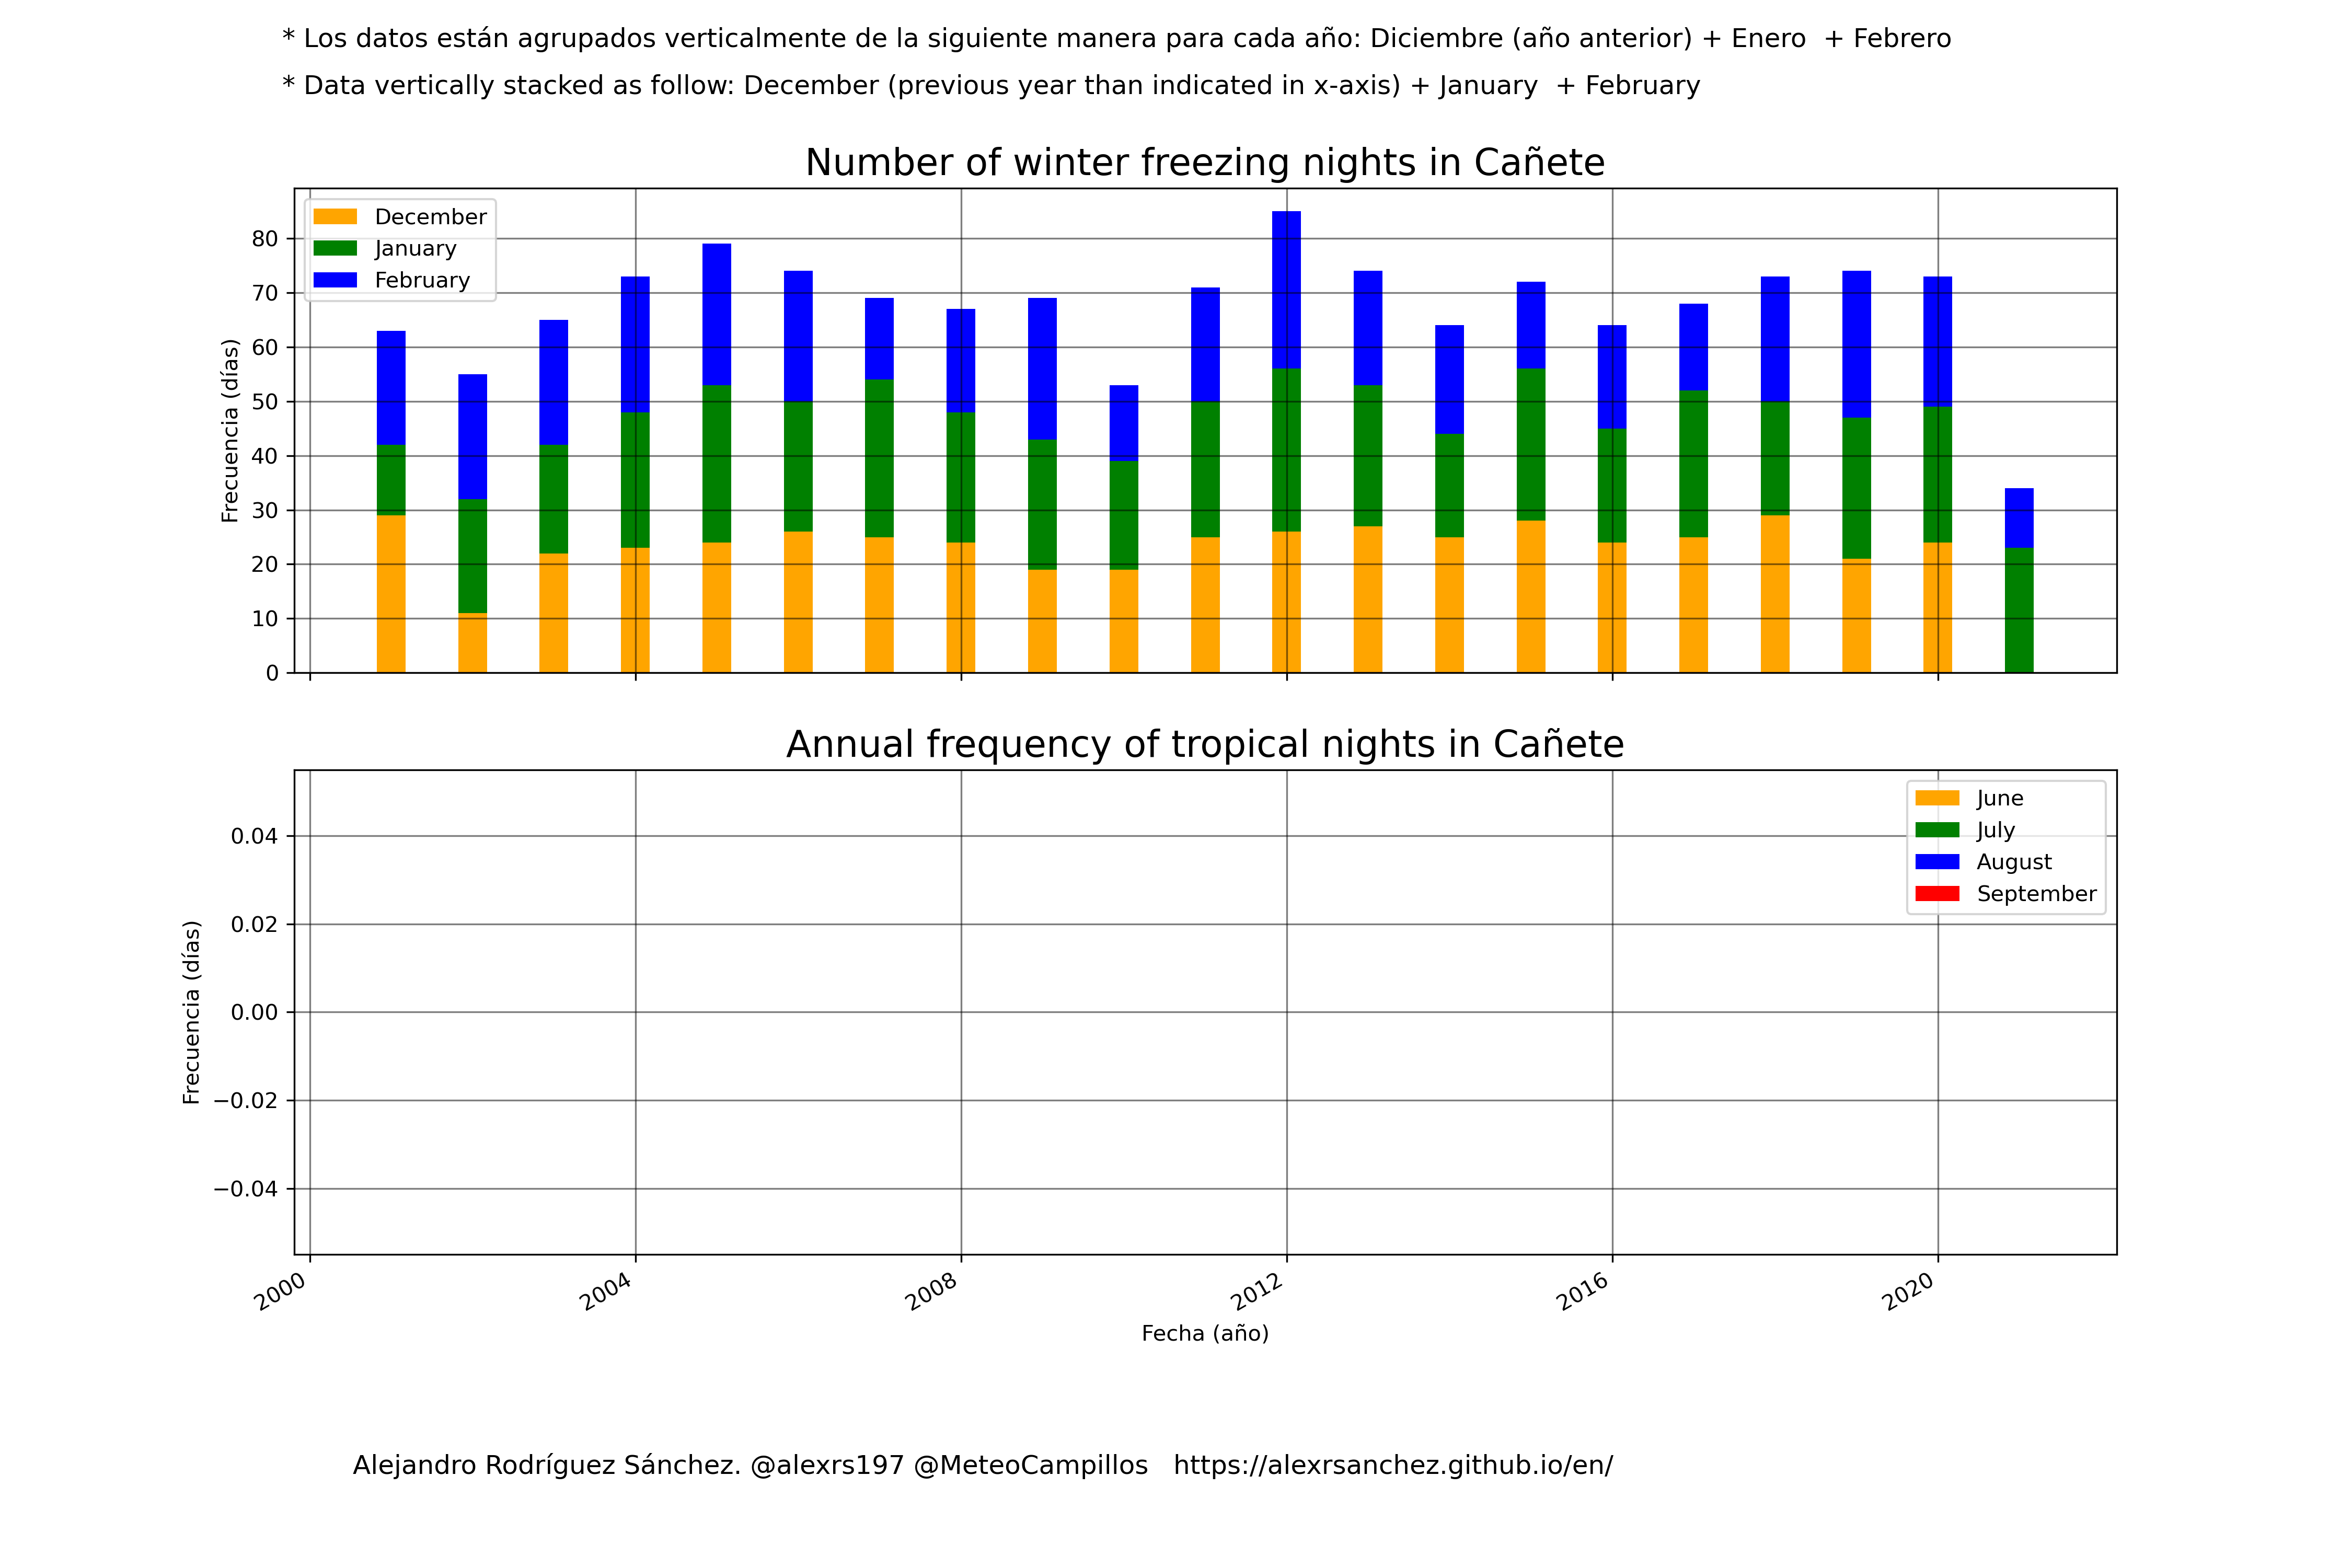 * Los datos están agrupados verticalmente de la siguiente manera para cada año: Diciembre (año anterior) + Enero  + Febrero
* Data vertically stacked as follow: December (previous year than indicated in x-axis) + January  + February
Number of winter freezing nights in Cañete
December
January
February
Frecuencia (días)
80
70
60
50
40
30
20
10
0
Annual frequency of tropical nights in Cañete
June
July
August
September
Frecuencia (días)
0.04
0.02
0.00
−0.02
−0.04
2000
2004
2008
2012
2016
2020
Fecha (año)
Alejandro Rodríguez Sánchez. @alexrs197 @MeteoCampillos   https://alexrsanchez.github.io/en/